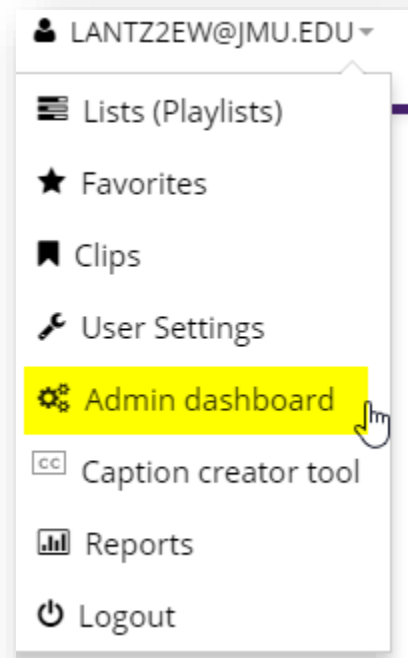 LANTZ2EW@JMU.EDU
Lists (Playlists)
Favorites
Clips
User Settings
Admin dashboard
CC Caption creator tool
Reports
Logout